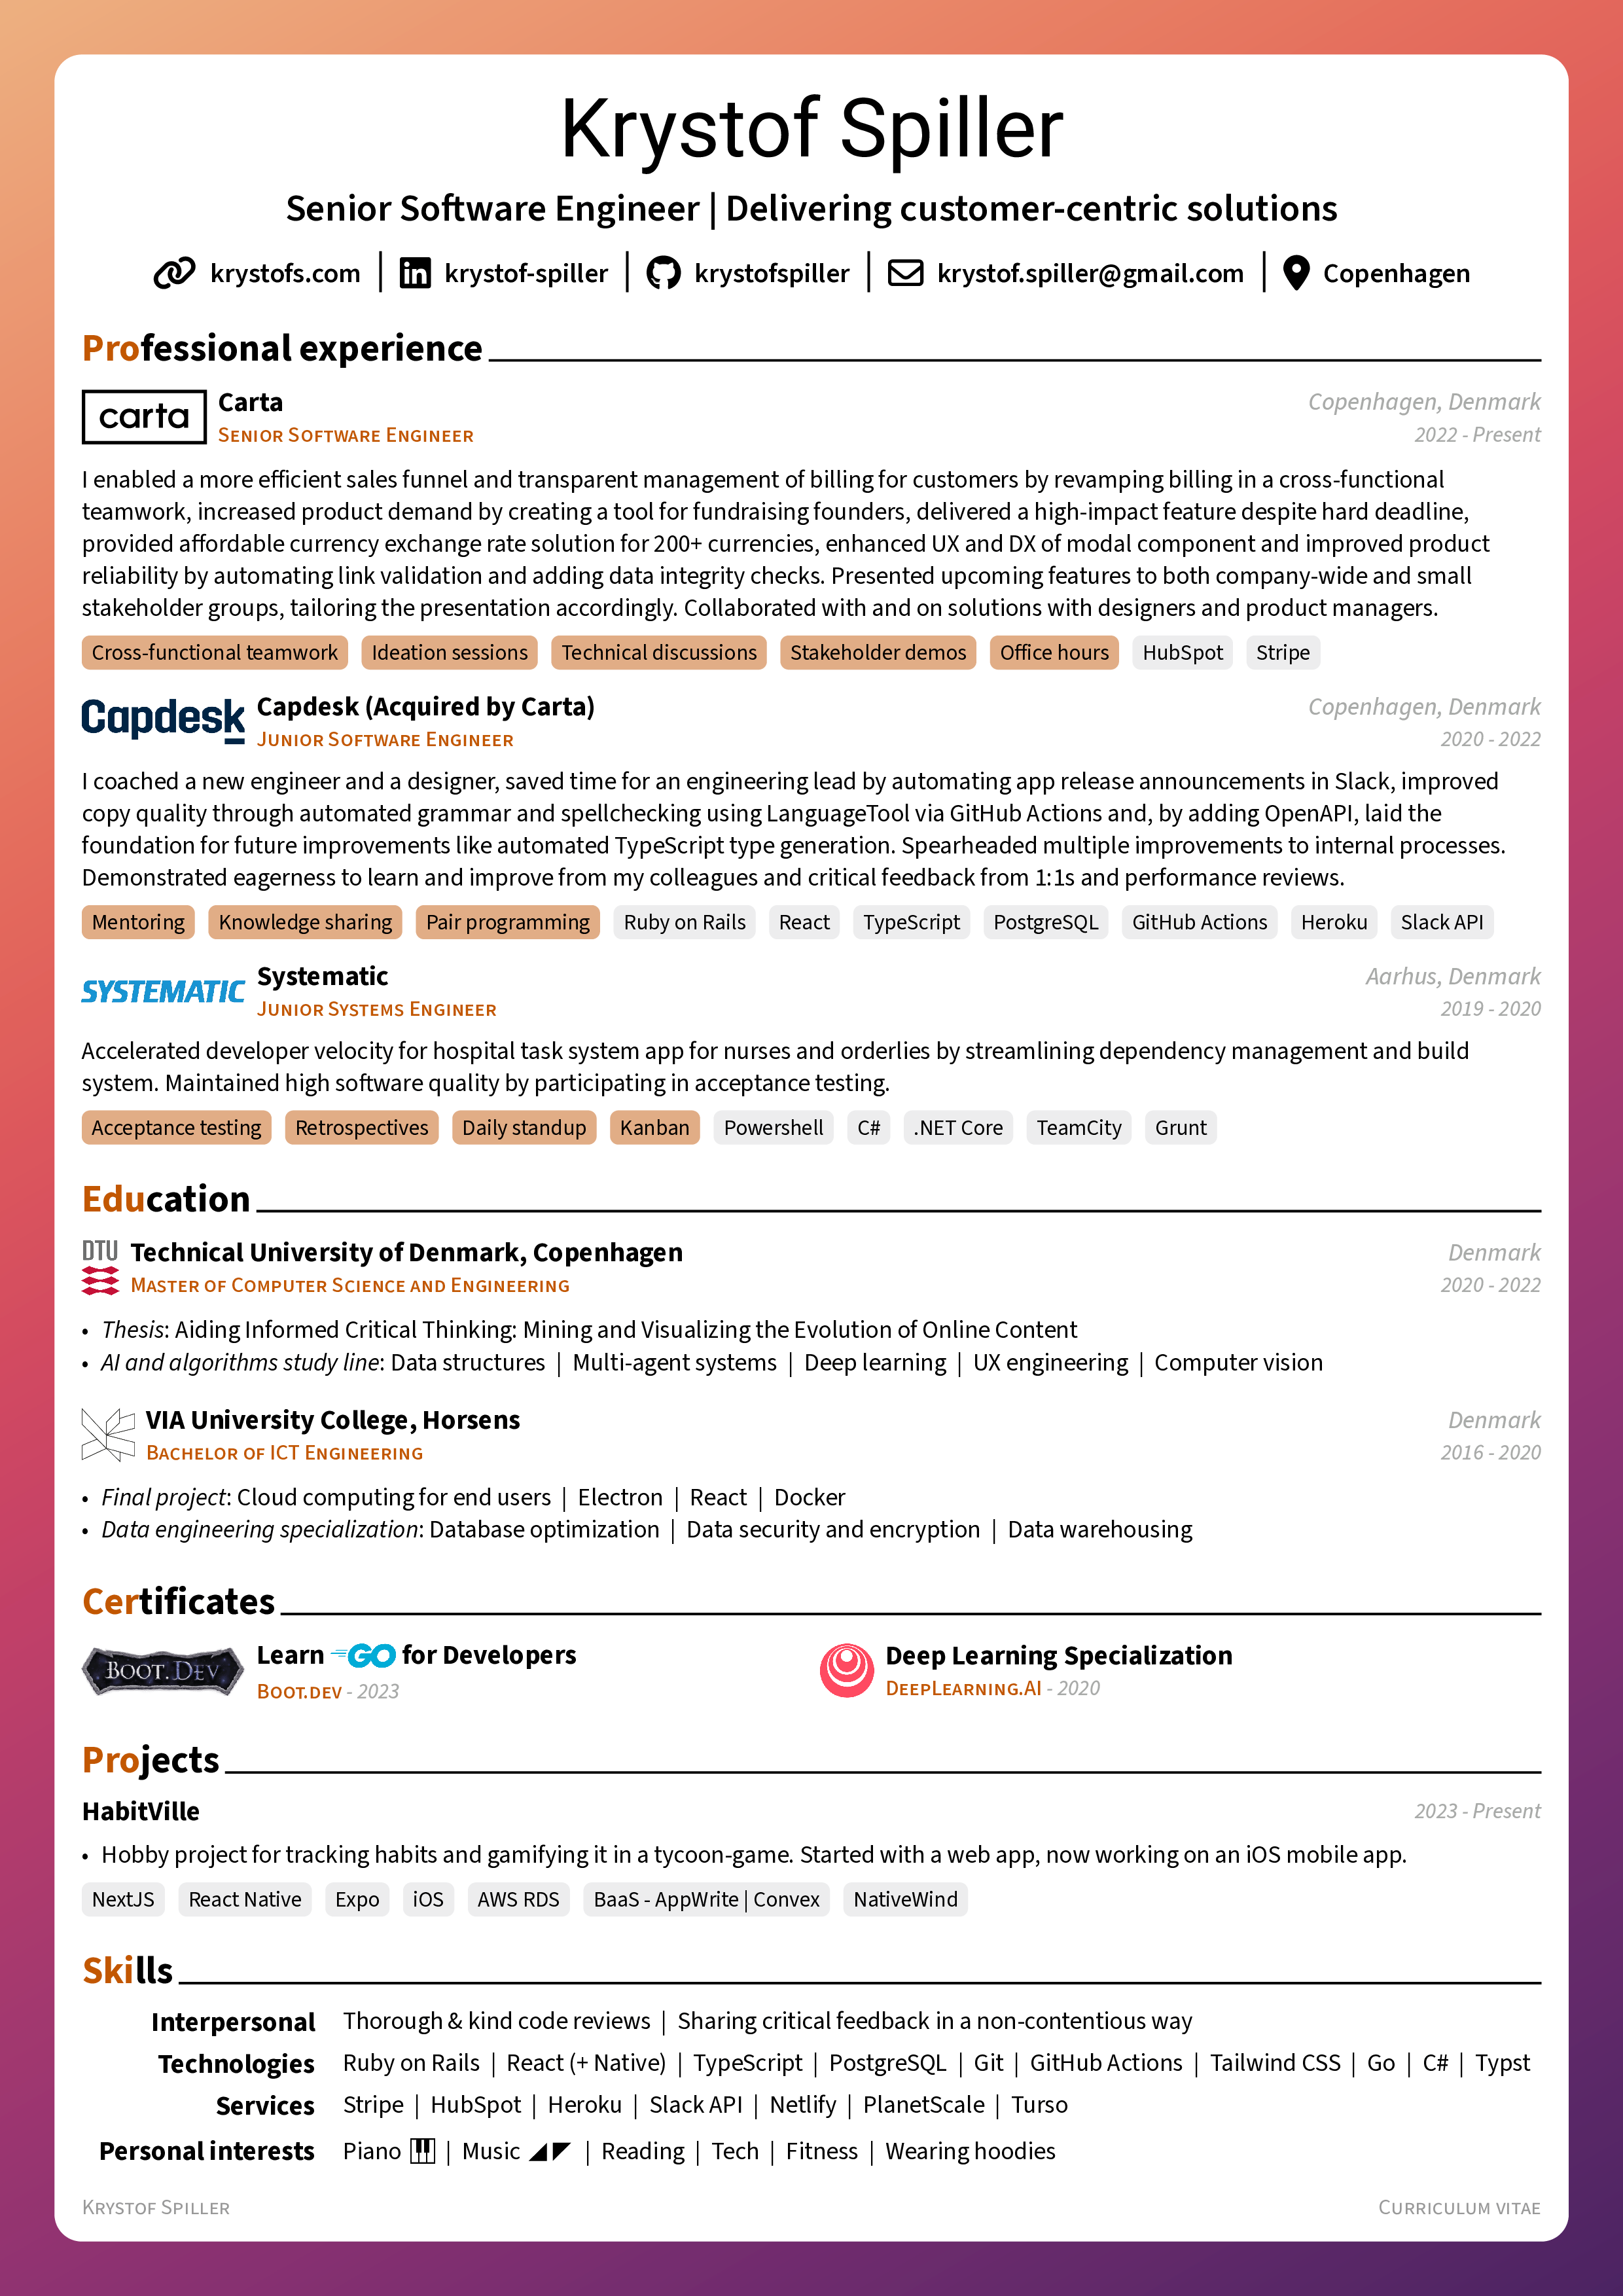 Krystof Spiller
Senior Software Engineer | Delivering customer-centric solutions
krystofs.com | krystof-spiller | krystofspiller | krystof.spiller@gmail.com | Copenhagen
Professional experience
carta
Carta
Copenhagen, Denmark
Senior Software Engineer
2022 - Present
I enabled a more efficient sales funnel and transparent management of billing for customers by revamping billing in a cross-functional
teamwork, increased product demand by creating a tool for fundraising founders, delivered a high-impact feature despite hard deadline,
provided affordable currency exchange rate solution for 200+ currencies, enhanced UX and DX of modal component and improved product
reliability by automating link validation and adding data integrity checks. Presented upcoming features to both company-wide and small
stakeholder groups, tailoring the presentation accordingly. Collaborated with and on solutions with designers and product managers.
Cross-functional teamwork Ideation sessions Technical discussions Stakeholder demos Office hours HubSpot Stripe
Capdesk
Capdesk (Acquired by Carta)
Copenhagen, Denmark
Junior Software Engineer
2020 - 2022
I coached a new engineer and a designer, saved time for an engineering lead by automating app release announcements in Slack, improved
copy quality through automated grammar and spellchecking using LanguageTool via GitHub Actions and, by adding OpenAPI, laid the
foundation for future improvements like automated TypeScript type generation. Spearheaded multiple improvements to internal processes.
Demonstrated eagerness to learn and improve from my colleagues and critical feedback from 1:1s and performance reviews.
Mentoring Knowledge sharing Pair programming Ruby on Rails React TypeScript PostgreSQL GitHub Actions Heroku Slack API
SYSTEMATIC
Systematic
Aarhus, Denmark
Junior Systems Engineer
2019 - 2020
Accelerated developer velocity for hospital task system app for nurses and orderlies by streamlining dependency management and build
system. Maintained high software quality by participating in acceptance testing.
Acceptance testing Retrospectives Daily standup Kanban Powershell C# .NET Core TeamCity Grunt
Education
DTU
Technical University of Denmark, Copenhagen
Denmark
Master of Computer Science and Engineering
2020 - 2022
• Thesis: Aiding Informed Critical Thinking: Mining and Visualizing the Evolution of Online Content
• AI and algorithms study line: Data structures | Multi-agent systems | Deep learning | UX engineering | Computer vision
VIA University College, Horsens
Denmark
Bachelor of ICT Engineering
2016 - 2020
• Final project: Cloud computing for end users | Electron | React | Docker
• Data engineering specialization: Database optimization | Data security and encryption | Data warehousing
Certificates
BOOT.DEV
Learn GO for Developers
Boot.dev - 2023
Deep Learning Specialization
DeepLearning.AI - 2020
Projects
HabitVille
2023 - Present
• Hobby project for tracking habits and gamifying it in a tycoon-game. Started with a web app, now working on an iOS mobile app.
NextJS React Native Expo iOS AWS RDS BaaS - AppWrite | Convex NativeWind
Skills
Interpersonal Thorough & kind code reviews | Sharing critical feedback in a non-contentious way
Technologies Ruby on Rails | React (+ Native) | TypeScript | PostgreSQL | Git | GitHub Actions | Tailwind CSS | Go | C# | Typst
Services Stripe | HubSpot | Heroku | Slack API | Netlify | PlanetScale | Turso
Personal interests Piano | Music | Reading | Tech | Fitness | Wearing hoodies
Krystof Spiller
Curriculum vitae